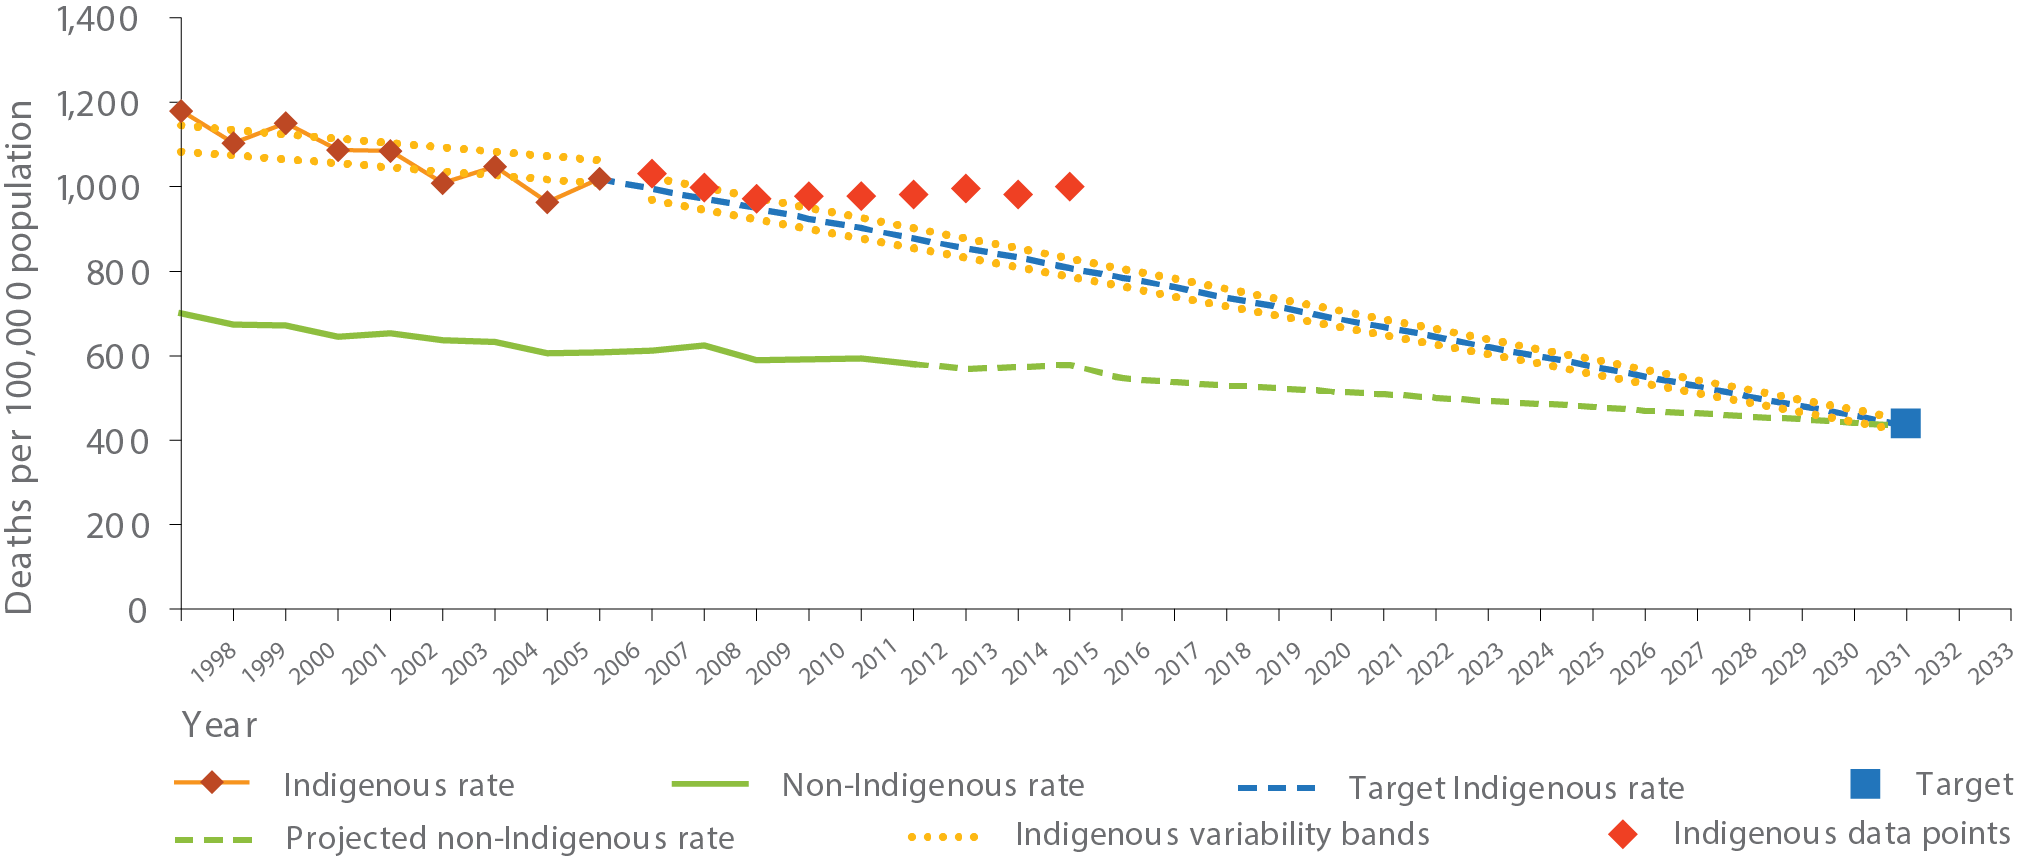 Deaths per 100,000 population
1,400
1,200
1,000
800
600
400
200
0
1998 1999 2000 2001 2002 2003 2004 2005 2006 2007 2008 2009 2010 2011 2012 2013 2014 2015 2016 2017 2018 2019 2020 2021 2022 2023 2024 2025 2026 2027 2028 2029 2030 2031 2032 2033
Year
Indigenous rate Non-Indigenous rate Target Indigenous rate Target
Projected non-Indigenous rate Indigenous variability bands Indigenous data points